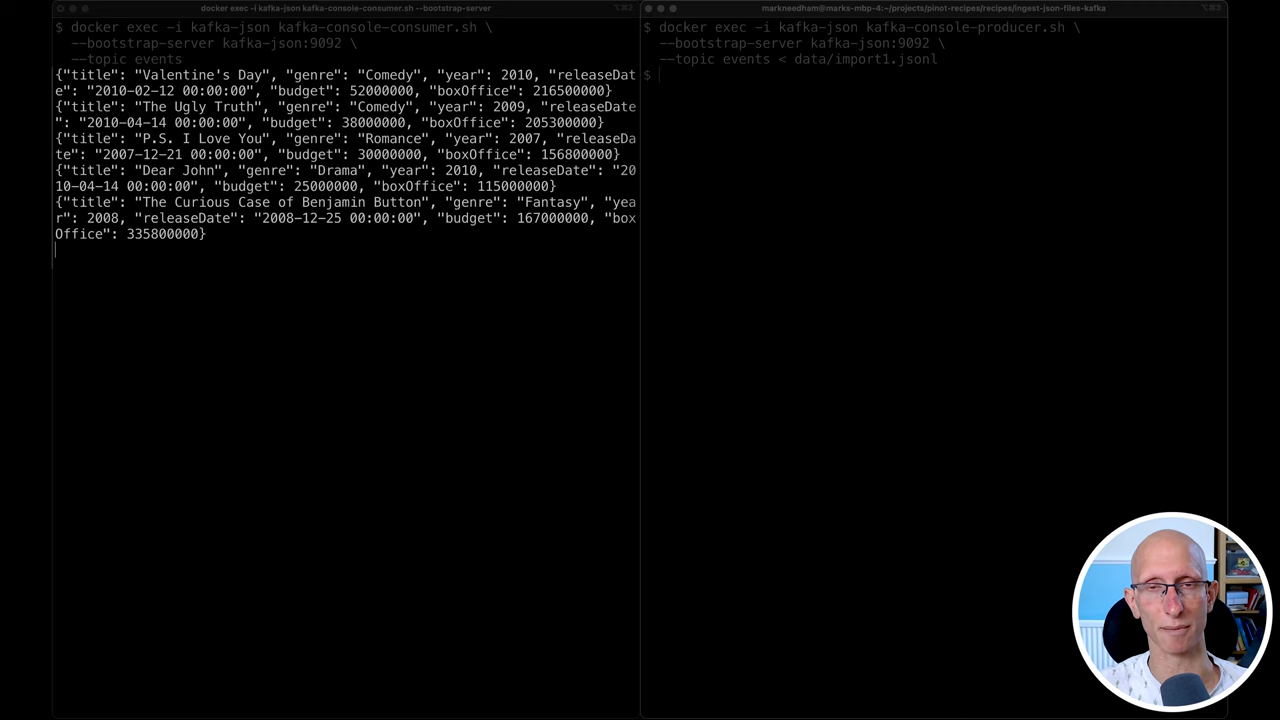 docker exec -i kafka-json kafka-console-consumer.sh --bootstrap-server
⌥⌘2
$ docker exec -i kafka-json kafka-console-consumer.sh \
--bootstrap-server kafka-json:9092 \
--topic events
{"title": "Valentine's Day", "genre": "Comedy", "year": 2010, "releaseDat
e": "2010-02-12 00:00:00", "budget": 52000000, "boxOffice": 216500000}
{"title": "The Ugly Truth", "genre": "Comedy", "year": 2009, "releaseDate
": "2010-04-14 00:00:00", "budget": 38000000, "boxOffice": 205300000}
{"title": "P.S. I Love You", "genre": "Romance", "year": 2007, "releaseDa
te": "2007-12-21 00:00:00", "budget": 30000000, "boxOffice": 156800000}
{"title": "Dear John", "genre": "Drama", "year": 2010, "releaseDate": "20
10-04-14 00:00:00", "budget": 25000000, "boxOffice": 115000000}
{"title": "The Curious Case of Benjamin Button", "genre": "Fantasy", "yea
r": 2008, "releaseDate": "2008-12-25 00:00:00", "budget": 167000000, "box
Office": 335800000}
markneedham@marks-mbp-4:~/projects/pinot-recipes/recipes/ingest-json-files-kafka
⌥⌘3
$ docker exec -i kafka-json kafka-console-producer.sh \
--bootstrap-server kafka-json:9092 \
--topic events < data/import1.jsonl
$